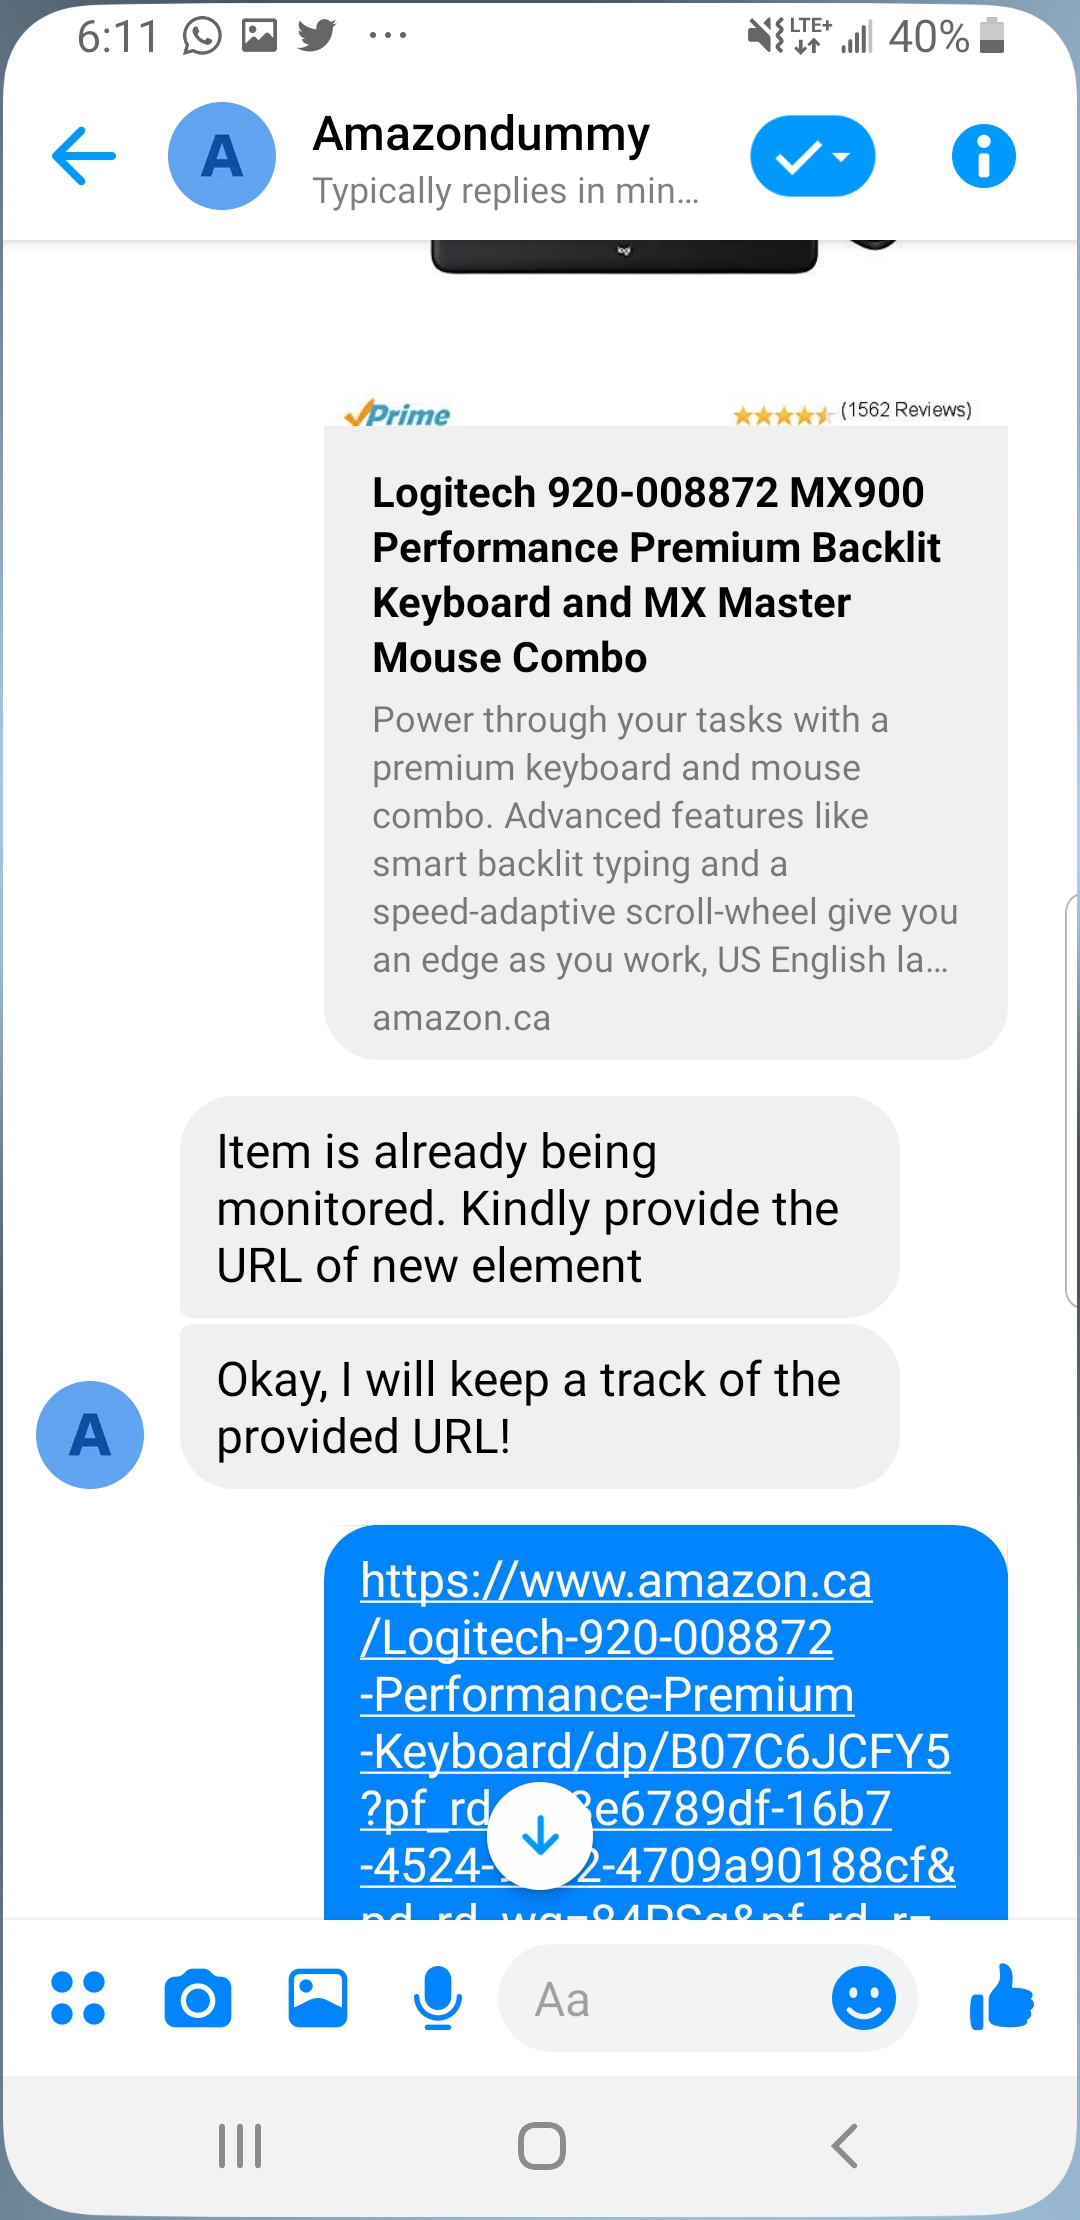 6:11 LTE+ 40%
A Amazondummy
Typically replies in min...
logi
Prime (1562 Reviews)
Logitech 920-008872 MX900
Performance Premium Backlit
Keyboard and MX Master
Mouse Combo
Power through your tasks with a
premium keyboard and mouse
combo. Advanced features like
smart backlit typing and a
speed-adaptive scroll-wheel give you
an edge as you work, US English la...
amazon.ca
Item is already being
monitored. Kindly provide the
URL of new element
Okay, I will keep a track of the
provided URL!
A
https://www.amazon.ca
/Logitech-920-008872
-Performance-Premium
-Keyboard/dp/B07C6JCFY5
?pf_rd e6789df-16b7
-4524- 2-4709a90188cf&
Aa